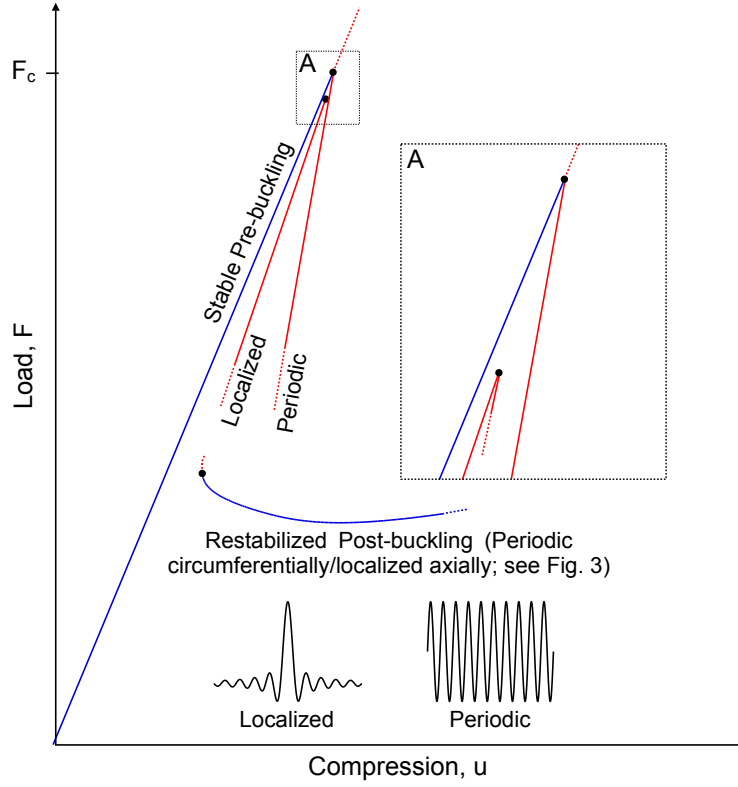 F_c
A
A
Stable Pre-buckling
Localized
Periodic
Load, F
Restabilized Post-buckling (Periodic
circumferentially/localized axially; see Fig. 3)
Localized
Periodic
Compression, u